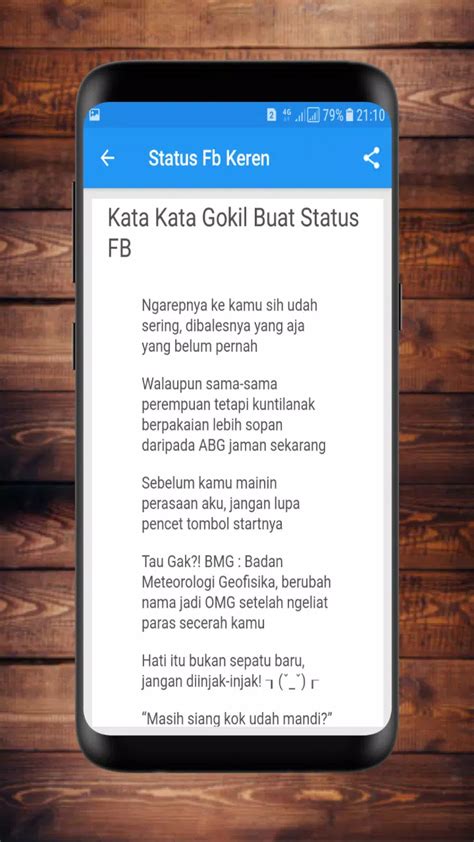 2 4G 79% 21:10
Status Fb Keren
Kata Kata Gokil Buat Status
FB
Ngarepnya ke kamu sih udah
sering, dibalesnya yang aja
yang belum pernah
Walaupun sama-sama
perempuan tetapi kuntilanak
berpakaian lebih sopan
daripada ABG jaman sekarang
Sebelum kamu mainin
perasaan aku, jangan lupa
pencet tombol startnya
Tau Gak?! BMG : Badan
Meteorologi Geofisika, berubah
nama jadi OMG setelah ngeliat
paras secerah kamu
Hati itu bukan sepatu baru,
jangan diinjak-injak! ┐(ˇ_ˇ)┌
“Masih siang kok udah mandi?”